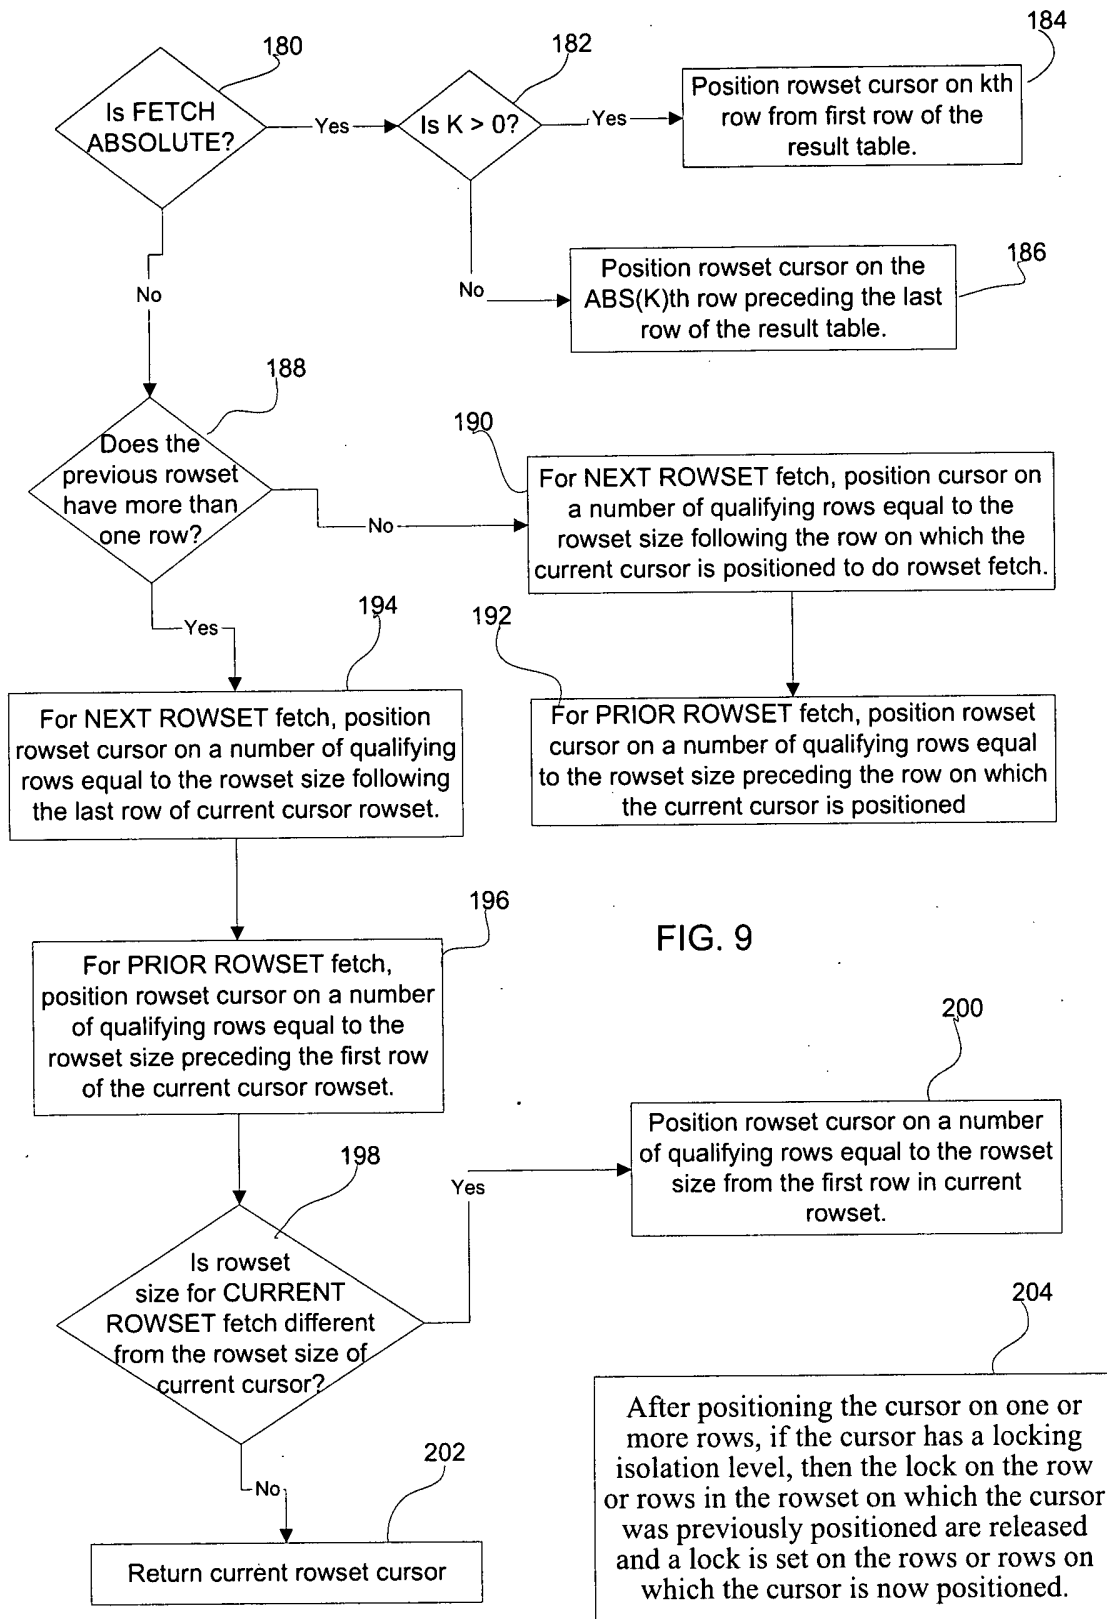 180
Is FETCH
ABSOLUTE?
Yes
182
Is K > 0?
Yes
184
Position rowset cursor on kth
row from first row of the
result table.
No
186
Position rowset cursor on the
ABS(K)th row preceding the last
row of the result table.
No
188
Does the
previous rowset
have more than
one row?
No
190
For NEXT ROWSET fetch, position cursor on
a number of qualifying rows equal to the
rowset size following the row on which the
current cursor is positioned to do rowset fetch.
192
For PRIOR ROWSET fetch, position rowset
cursor on a number of qualifying rows equal
to the rowset size preceding the row on which
the current cursor is positioned
Yes
194
For NEXT ROWSET fetch, position
rowset cursor on a number of qualifying
rows equal to the rowset size following
the last row of current cursor rowset.
196
For PRIOR ROWSET fetch,
position rowset cursor on a number
of qualifying rows equal to the
rowset size preceding the first row
of the current cursor rowset.
FIG. 9
198
Is rowset
size for CURRENT
ROWSET fetch different
from the rowset size of
current cursor?
Yes
200
Position rowset cursor on a number
of qualifying rows equal to the rowset
size from the first row in current
rowset.
No
202
Return current rowset cursor
204
After positioning the cursor on one or
more rows, if the cursor has a locking
isolation level, then the lock on the row
or rows in the rowset on which the cursor
was previously positioned are released
and a lock is set on the rows or rows on
which the cursor is now positioned.